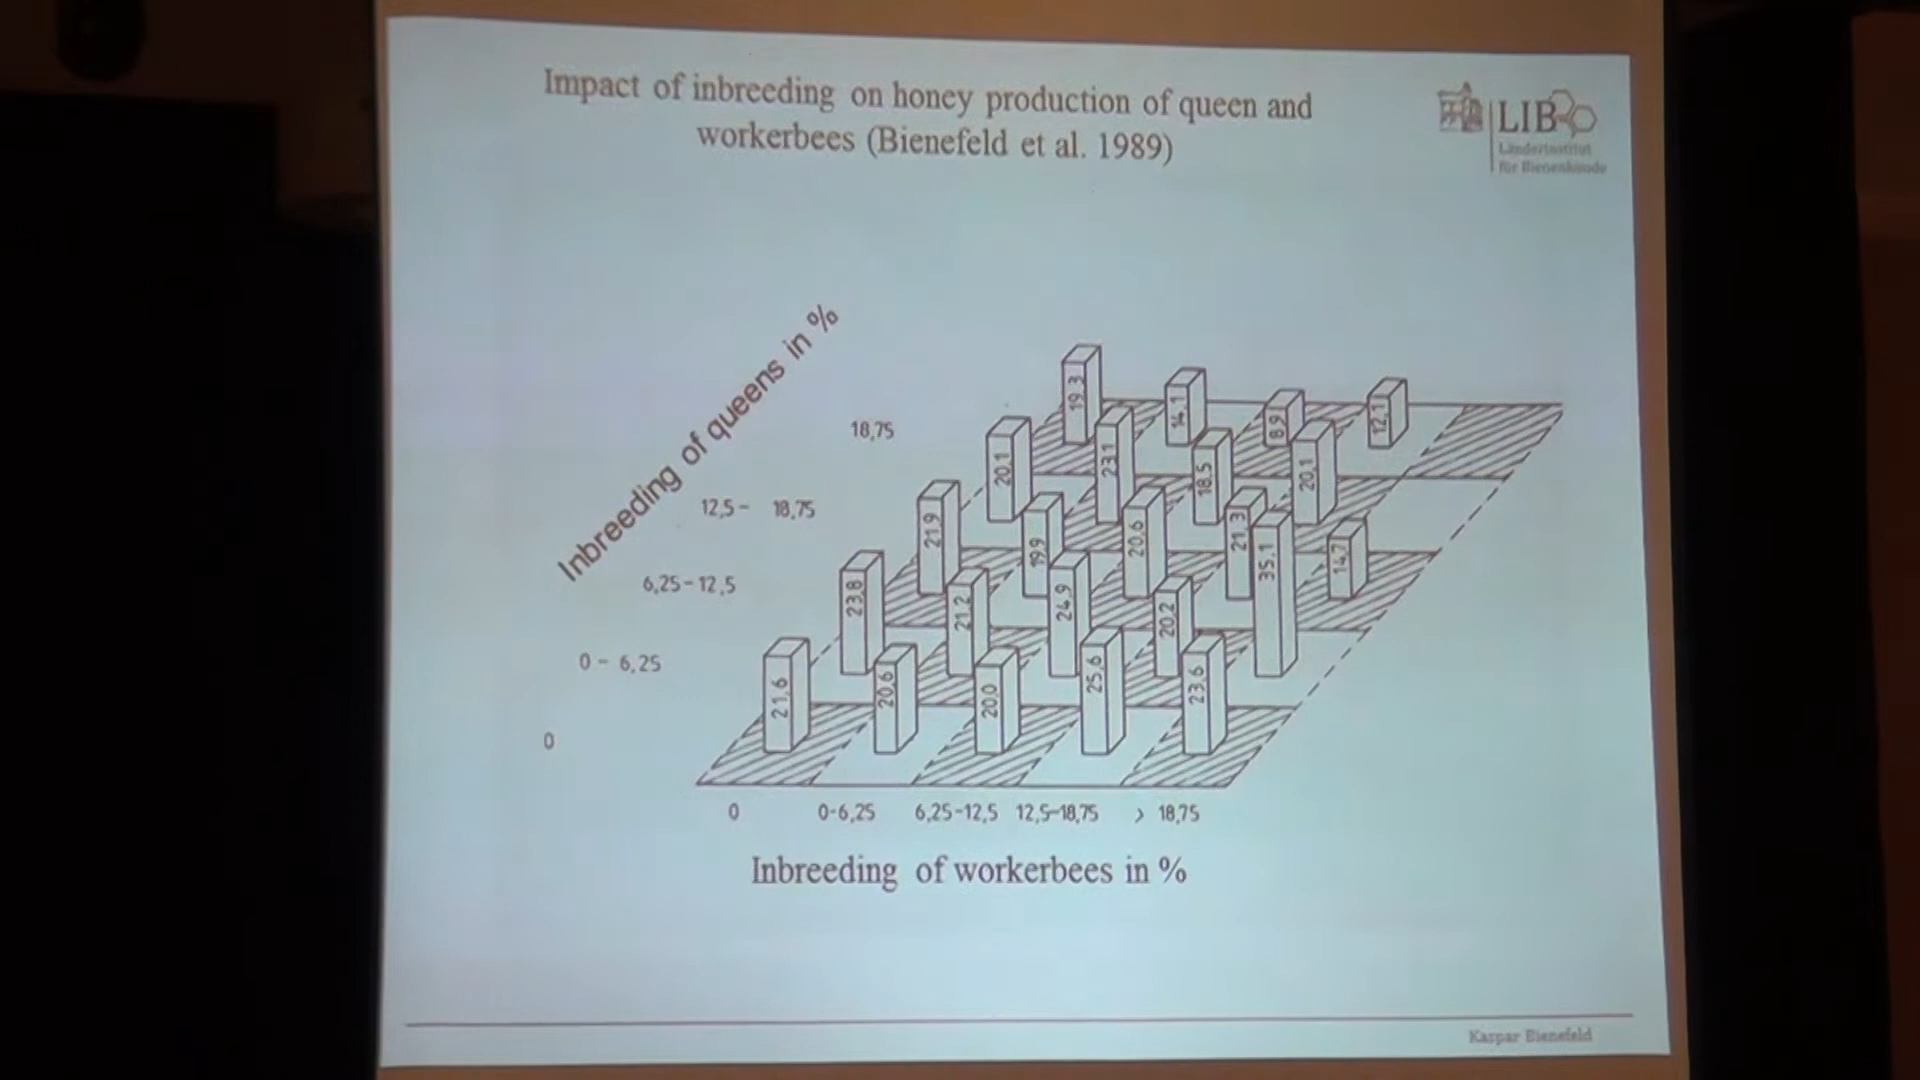 Impact of inbreeding on honey production of queen and
workerbees (Bienefeld et al. 1989)
LIB
Länderinstitut
für Bienenkunde
Inbreeding of queens in %
18,75
12,5 - 18,75
6,25 - 12,5
0 - 6,25
0
19,3 14,1 8,9 12,1
20,1 23,1 18,5 20,1
21,9 19,9 20,6 21,3 14,7
23,8 21,2 24,9 20,2 35,1
21,6 20,6 20,0 25,6 23,6
0 0-6,25 6,25-12,5 12,5-18,75 > 18,75
Inbreeding of workerbees in %
Kaspar Bienefeld